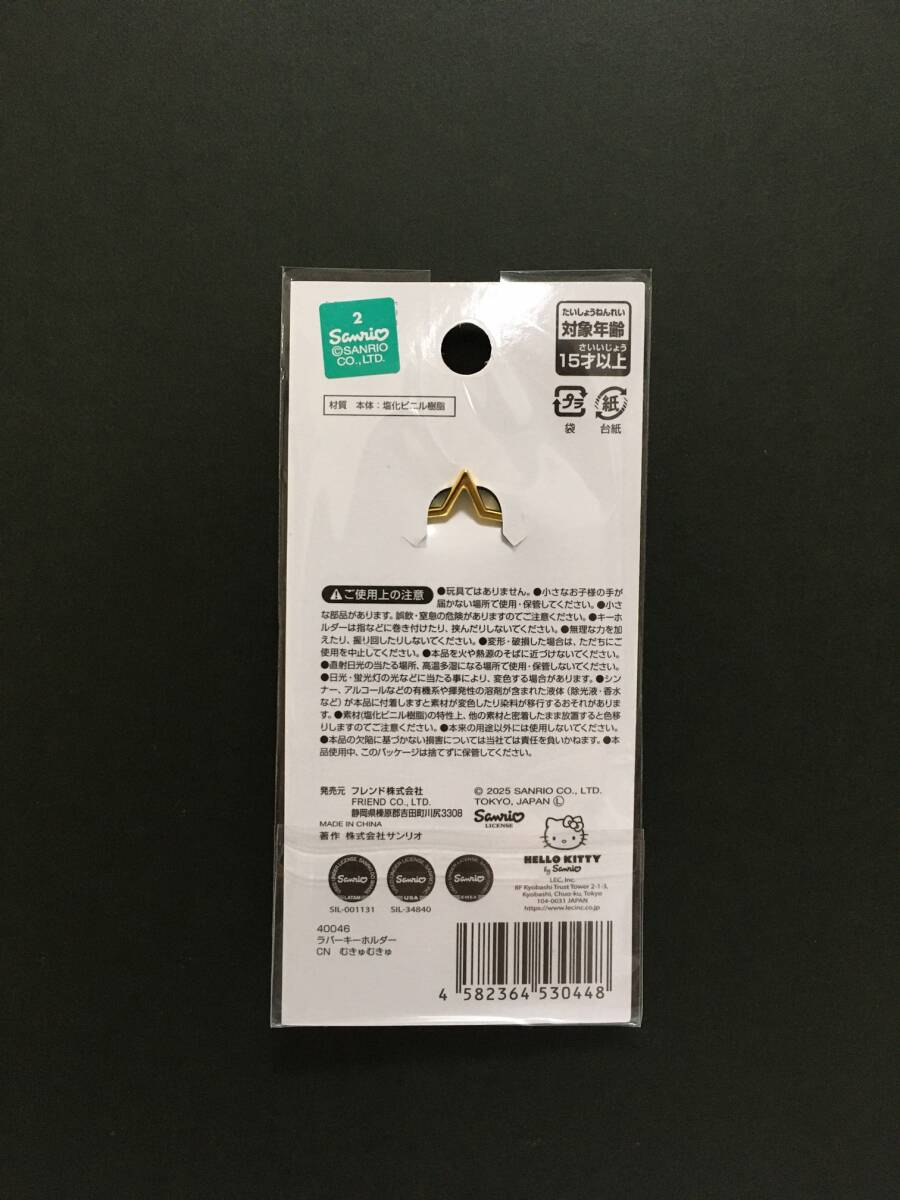 2
Sanrio
©SANRIO
CO., LTD.
たいしょうねんれい
対象年齢
さいいじょう
15才以上
材質 本体：塩化ビニル樹脂
プラ
紙
袋
台紙
ご使用上の注意 ●玩具ではありません。●小さなお子様の手が
届かない場所で使用・保管してください。●小さ
な部品があります。誤飲・窒息の危険がありますのでご注意ください。●キーホ
ルダーは指などに巻き付けたり、挟んだりしないでください。●無理な力を加
えたり、振り回したりしないでください。●変形・破損した場合は、ただちにご
使用を中止してください。●本品を火や熱源のそばに近づけないでください。
●直射日光の当たる場所、高温多湿になる場所で使用・保管しないでください。
●日光・蛍光灯の光などに当たる事により、変色する場合があります。●シン
ナー、アルコールなどの有機系や揮発性の溶剤が含まれた液体（除光液・香水
など）が本品に付着しますと素材が変色したり染料が移行するおそれがありま
す。●素材（塩化ビニル樹脂）の特性上、他の素材と密着したまま放置すると色移
りしますのでご注意ください。●本来の用途以外には使用しないでください。
●本品の欠陥に基づかない損害については当社では責任を負いかねます。●本
品使用中、このパッケージは捨てずに保管してください。
発売元 フレンド株式会社
FRIEND CO., LTD.
静岡県榛原郡吉田町川尻3308
MADE IN CHINA
著作 株式会社サンリオ
© 2025 SANRIO CO., LTD.
TOKYO, JAPAN Ⓛ
Sanrio
LICENSE
HELLO KITTY
by Sanrio
LEC, Inc.
8F Kyobashi Trust Tower 2-1-3,
Kyobashi, Chuo-ku, Tokyo
104-0031 JAPAN
https://www.lecinc.co.jp
Sanrio
LATAM
Sanrio
USA
Sanrio
EMEA
SIL-001131
SIL-34840
40046
ラバーキーホルダー
CN むきゅむきゅ
4 582364 530448